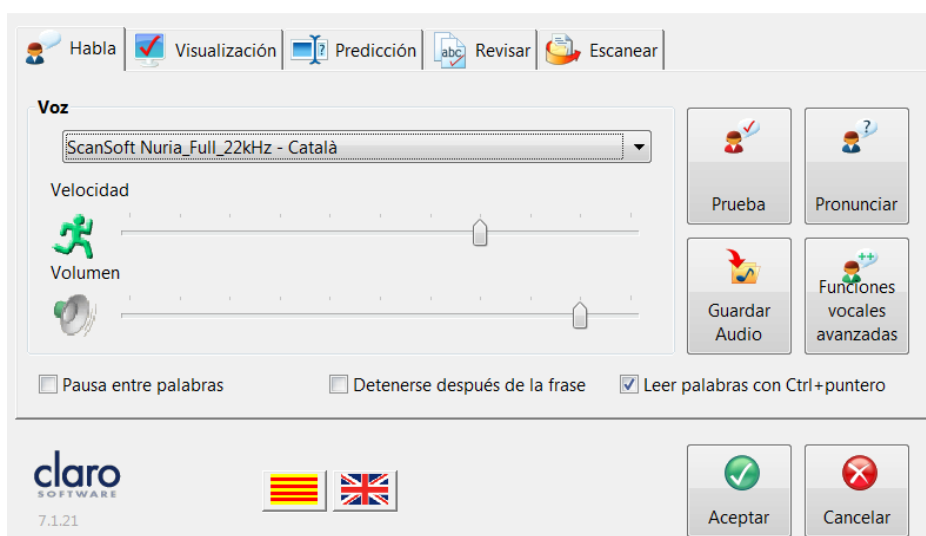 Habla
Visualización
Predicción
abc
Revisar
Escanear
Voz
ScanSoft Nuria_Full_22kHz - Català
Velocidad
Volumen
Prueba
?
Pronunciar
Guardar
Audio
++
Funciones
vocales
avanzadas
Pausa entre palabras
Detenerse después de la frase
Leer palabras con Ctrl+puntero
claro
SOFTWARE
7.1.21
Aceptar
Cancelar